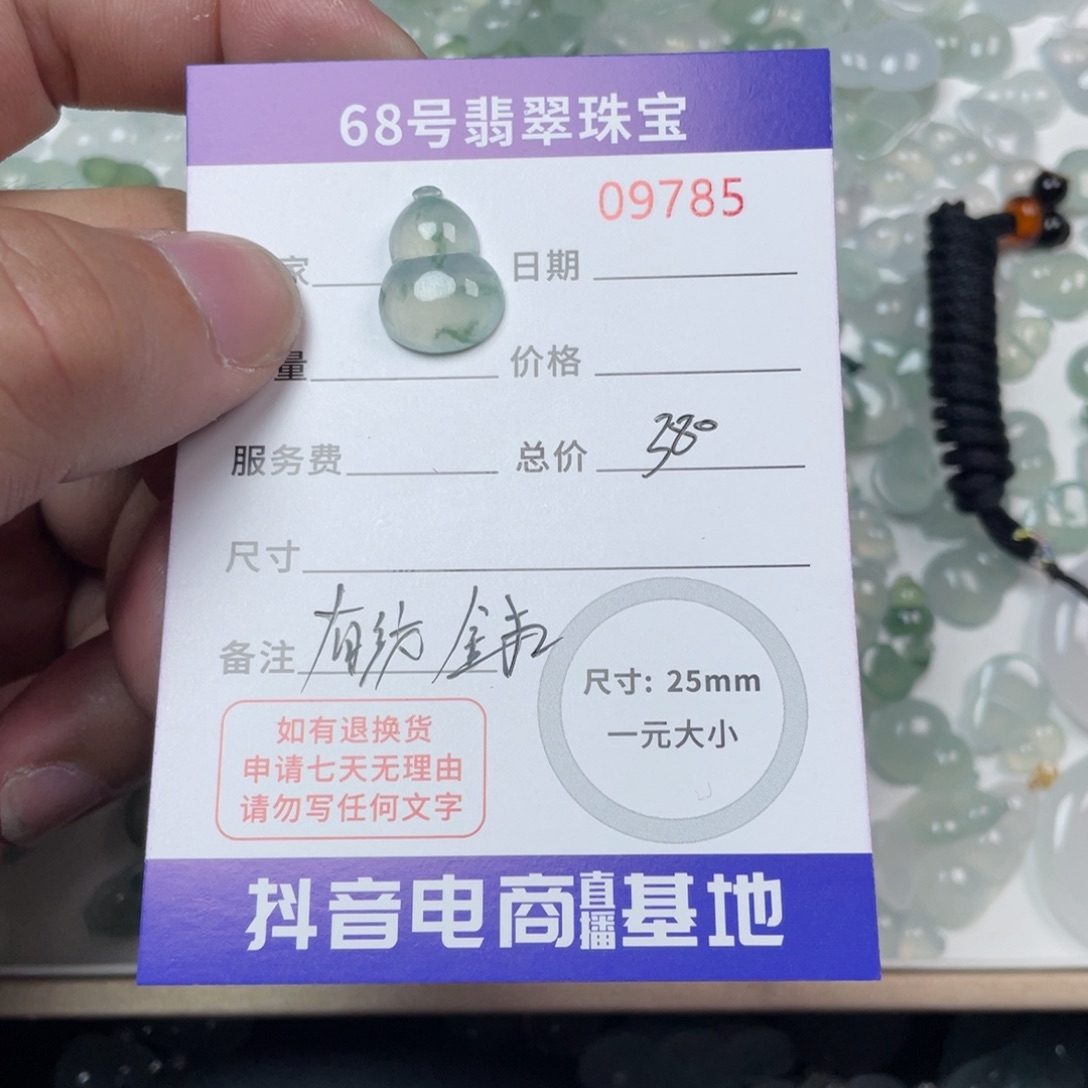 68号翡翠珠宝
09785
家 日期
量 价格
服务费 总价 380
尺寸
备注 有纹
尺寸: 25mm
一元大小
如有退换货
申请七天无理由
请勿写任何文字
抖音电商直播基地